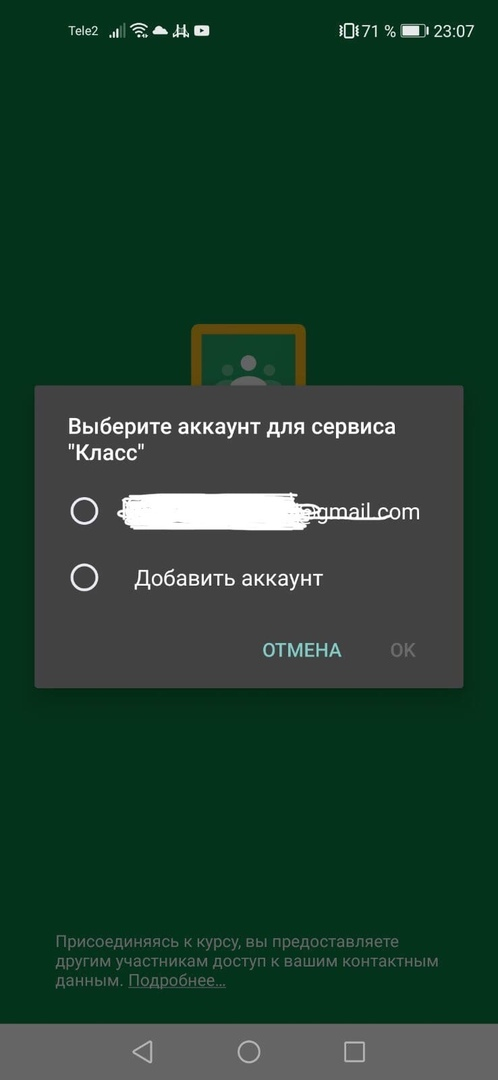 Tele2 71 % 23:07
Выберите аккаунт для сервиса
"Класс"
@gmail.com
Добавить аккаунт
ОТМЕНА ОК
Присоединяясь к курсу, вы предоставляете
другим участникам доступ к вашим контактным
данным. Подробнее...